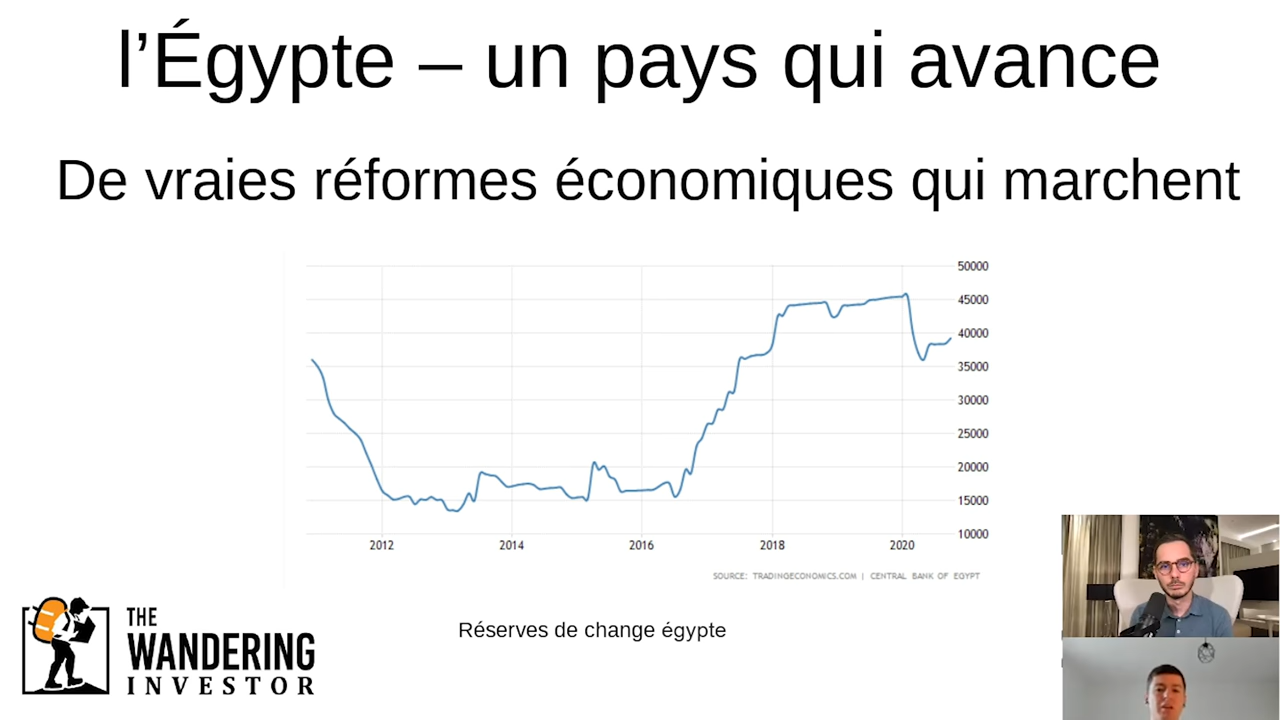 l’Égypte – un pays qui avance
De vraies réformes économiques qui marchent
50000
45000
40000
35000
30000
25000
20000
15000
10000
2012 2014 2016 2018 2020
SOURCE: TRADINGECONOMICS.COM | CENTRAL BANK OF EGYPT
Réserves de change égypte
THE
WANDERING
INVESTOR